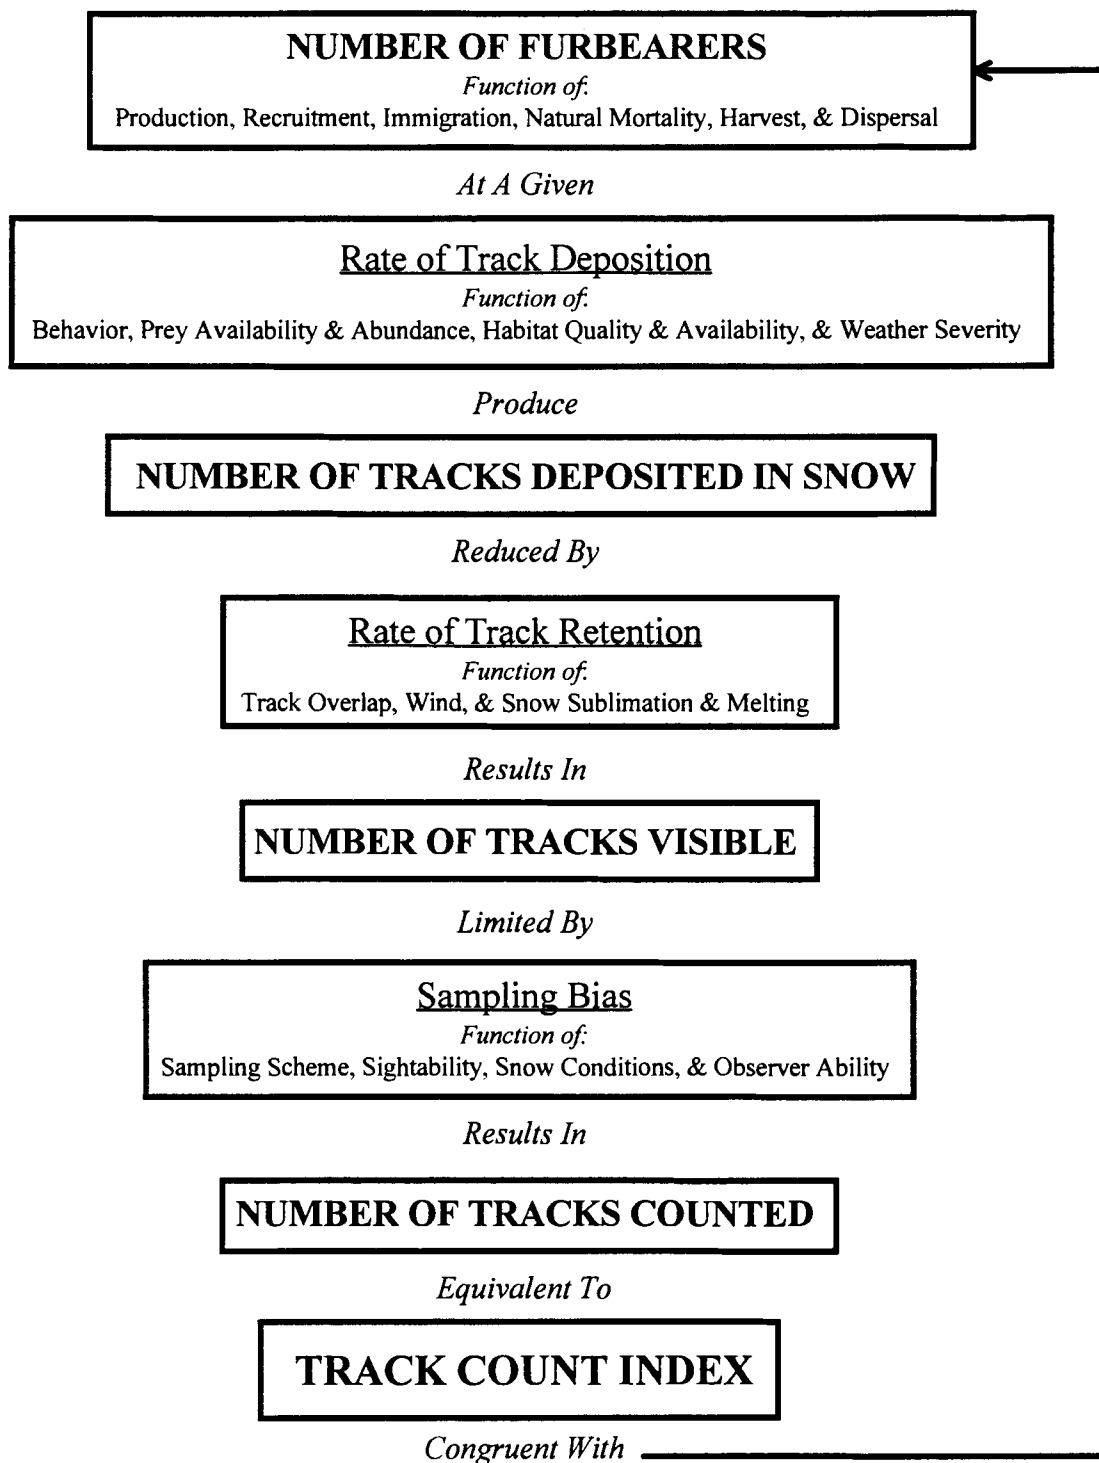 NUMBER OF FURBEARERS
Function of:
Production, Recruitment, Immigration, Natural Mortality, Harvest, & Dispersal
At A Given
Rate of Track Deposition
Function of:
Behavior, Prey Availability & Abundance, Habitat Quality & Availability, & Weather Severity
Produce
NUMBER OF TRACKS DEPOSITED IN SNOW
Reduced By
Rate of Track Retention
Function of:
Track Overlap, Wind, & Snow Sublimation & Melting
Results In
NUMBER OF TRACKS VISIBLE
Limited By
Sampling Bias
Function of:
Sampling Scheme, Sightability, Snow Conditions, & Observer Ability
Results In
NUMBER OF TRACKS COUNTED
Equivalent To
TRACK COUNT INDEX
Congruent With